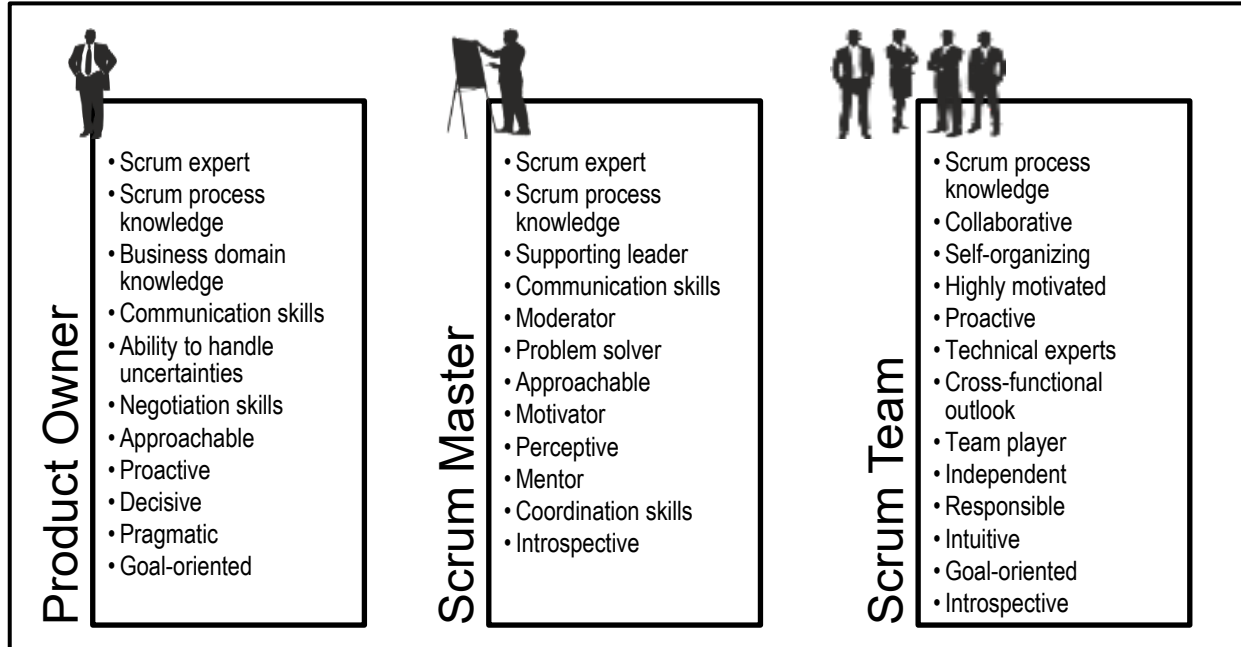 Product Owner
• Scrum expert
• Scrum process
knowledge
• Business domain
knowledge
• Communication skills
• Ability to handle
uncertainties
• Negotiation skills
• Approachable
• Proactive
• Decisive
• Pragmatic
• Goal-oriented
Scrum Master
• Scrum expert
• Scrum process
knowledge
• Supporting leader
• Communication skills
• Moderator
• Problem solver
• Approachable
• Motivator
• Perceptive
• Mentor
• Coordination skills
• Introspective
Scrum Team
• Scrum process
knowledge
• Collaborative
• Self-organizing
• Highly motivated
• Proactive
• Technical experts
• Cross-functional
outlook
• Team player
• Independent
• Responsible
• Intuitive
• Goal-oriented
• Introspective